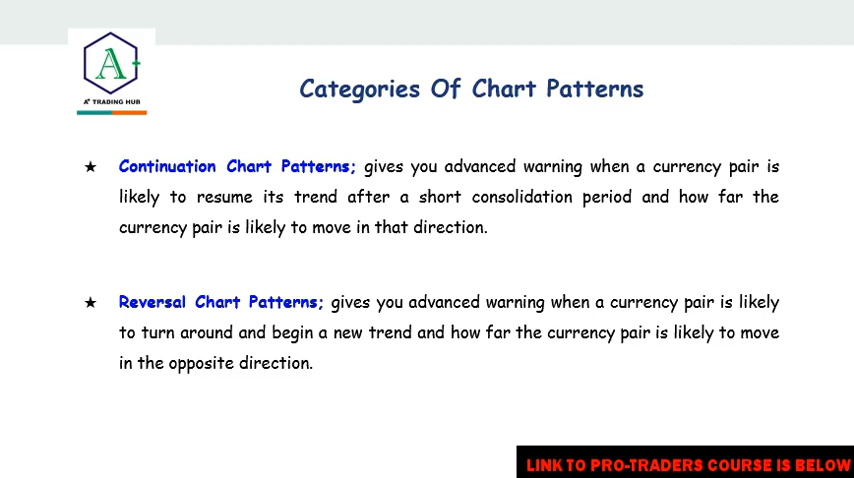 A+
A+ TRADING HUB
Categories Of Chart Patterns
★ Continuation Chart Patterns; gives you advanced warning when a currency pair is
likely to resume its trend after a short consolidation period and how far the
currency pair is likely to move in that direction.
★ Reversal Chart Patterns; gives you advanced warning when a currency pair is likely
to turn around and begin a new trend and how far the currency pair is likely to move
in the opposite direction.
LINK TO PRO-TRADERS COURSE IS BELOW